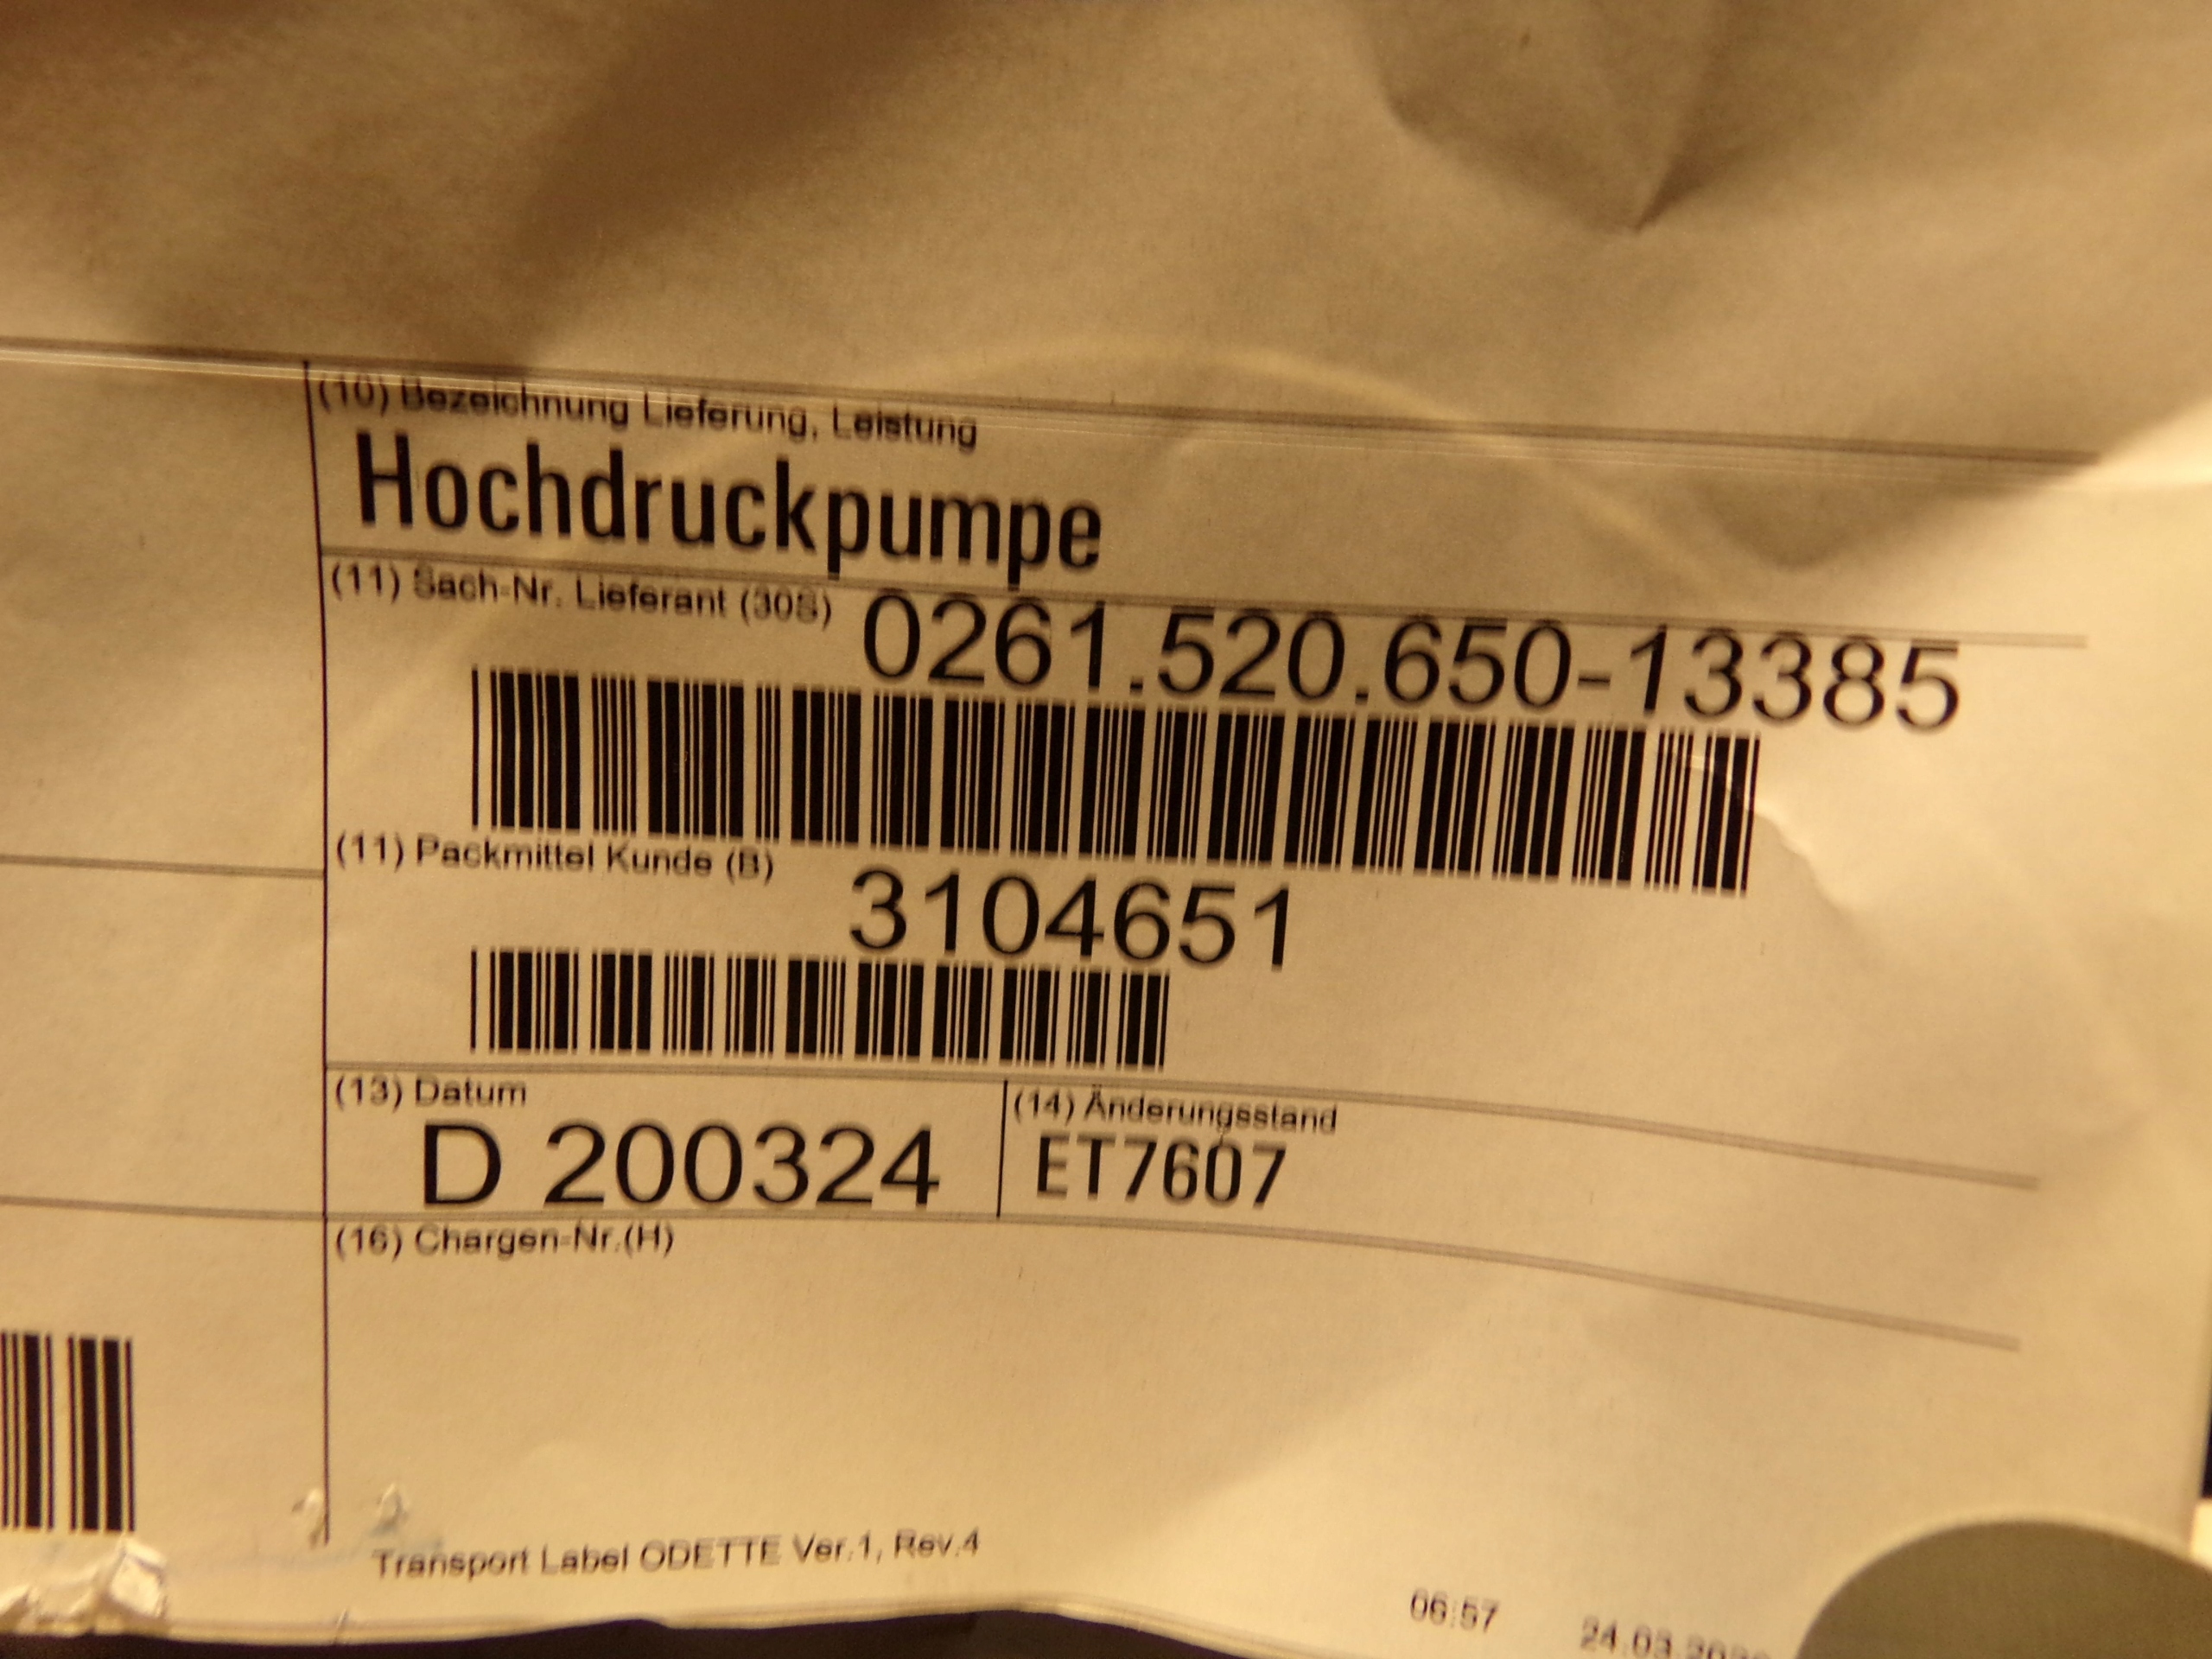 (10) Bezeichnung Lieferung, Leistung
Hochdruckpumpe
(11) Sach-Nr. Lieferant (30S) 0261.520.650-13385
(11) Packmittel Kunde (B) 3104651
(13) Datum
D 200324
(14) Änderungsstand
ET7607
(16) Chargen-Nr.(H)
Transport Label ODETTE Ver.1, Rev.4
06:57